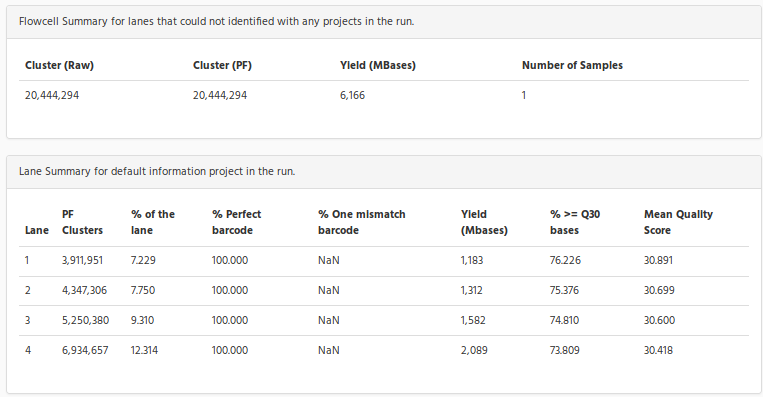 Flowcell Summary for lanes that could not identified with any projects in the run.
Cluster (Raw) Cluster (PF) Yield (MBases) Number of Samples
20,444,294 20,444,294 6,166 1
Lane Summary for default information project in the run.
Lane PF Clusters % of the lane % Perfect barcode % One mismatch barcode Yield (Mbases) % >= Q30 bases Mean Quality Score
1 3,911,951 7.229 100.000 NaN 1,183 76.226 30.891
2 4,347,306 7.750 100.000 NaN 1,312 75.376 30.699
3 5,250,380 9.310 100.000 NaN 1,582 74.810 30.600
4 6,934,657 12.314 100.000 NaN 2,089 73.809 30.418